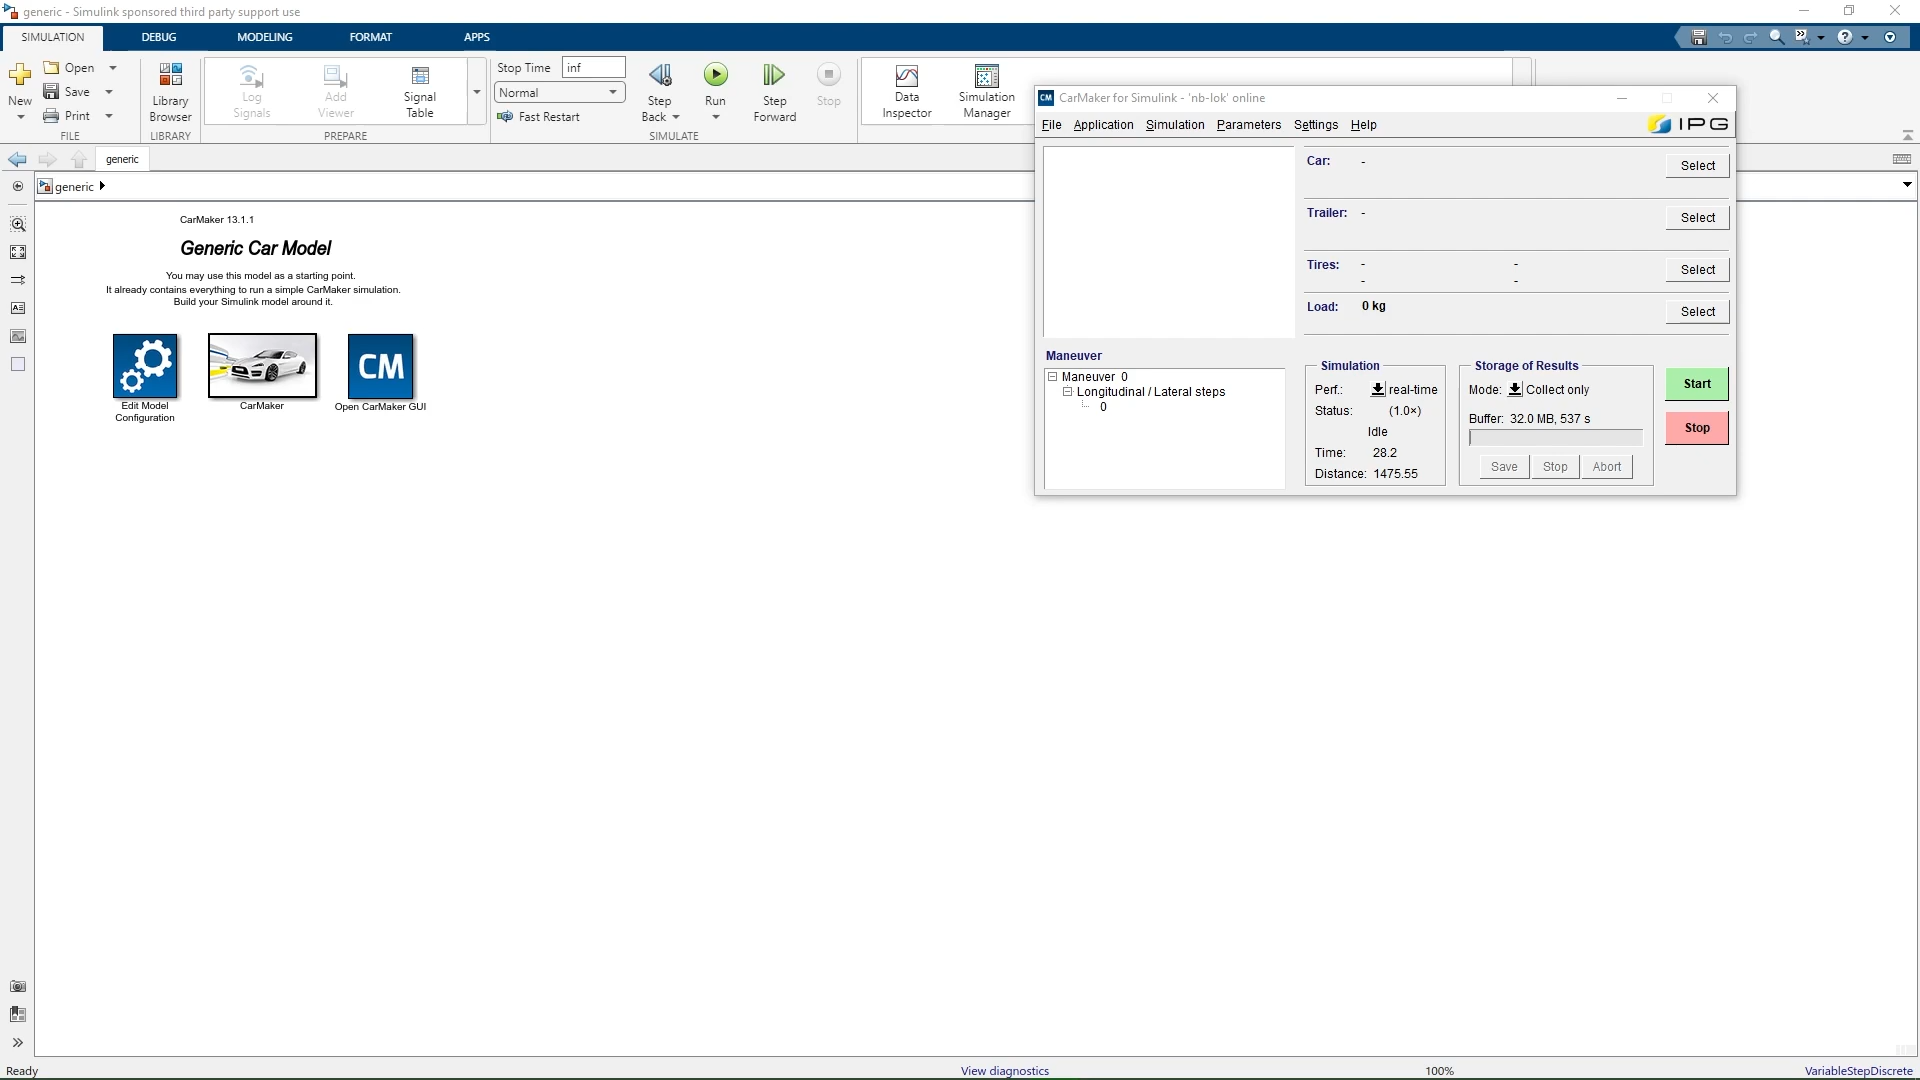 generic - Simulink sponsored third party support use
SIMULATION
DEBUG
MODELING
FORMAT
APPS
New
Open
Save
Print
FILE
Library
Browser
LIBRARY
Log
Signals
Add
Viewer
Signal
Table
PREPARE
Stop Time
inf
Normal
Fast Restart
Step
Back
Run
Step
Forward
Stop
SIMULATE
Data
Inspector
Simulation
Manager
generic
generic
CarMaker 13.1.1
Generic Car Model
You may use this model as a starting point.
It already contains everything to run a simple CarMaker simulation.
Build your Simulink model around it.
CM
Edit Model
Configuration
CarMaker
Open CarMaker GUI
CM
CarMaker for Simulink - 'nb-lok' online
File
Application
Simulation
Parameters
Settings
Help
IPG
Car: -
Select
Trailer: -
Select
Tires: - -
- -
Select
Load: 0 kg
Select
Maneuver
Maneuver 0
Longitudinal / Lateral steps
0
Simulation
Perf.: real-time
Status: (1.0×)
Idle
Time: 28.2
Distance: 1475.55
Storage of Results
Mode: Collect only
Buffer: 32.0 MB, 537 s
Save
Stop
Abort
Start
Stop
Ready
View diagnostics
100%
VariableStepDiscrete